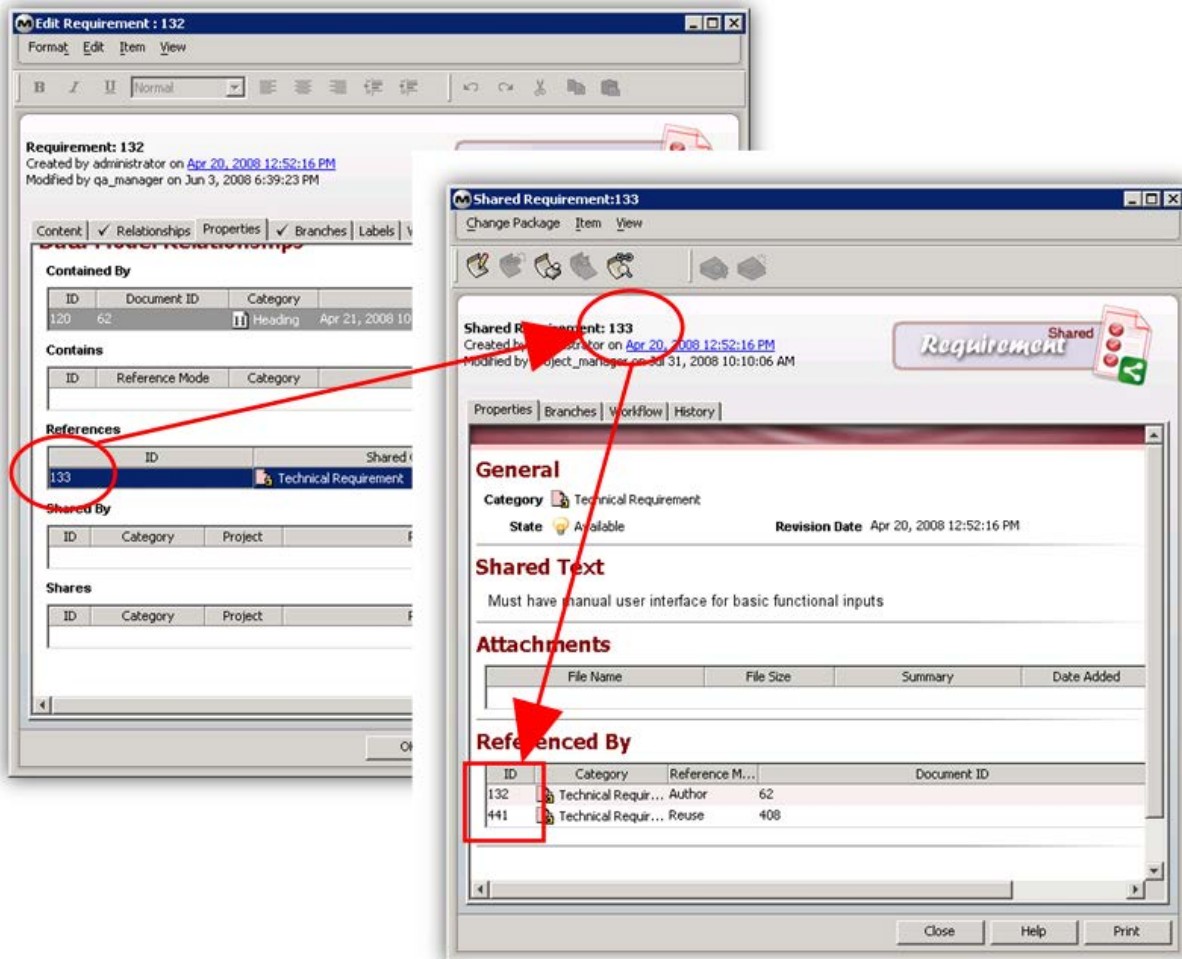 Edit Requirement : 132
Format Edit Item View
B I U Normal
Requirement: 132
Created by administrator on Apr 20, 2008 12:52:16 PM
Modified by qa_manager on Jun 3, 2008 6:39:23 PM
Content Relationships Properties Branches Labels
Data Model Relationships
Contained By
ID Document ID Category
120 62 Heading Apr 21, 2008 10
Contains
ID Reference Mode Category
References
ID Shared
133 Technical Requirement
Shared By
ID Category Project
Shares
ID Category Project
Shared Requirement:133
Change Package Item View
Shared Requirement: 133
Created by administrator on Apr 20, 2008 12:52:16 PM
Modified by project_manager on Jul 31, 2008 10:10:06 AM
Requirement Shared
Properties Branches Workflow History
General
Category Technical Requirement
State Available Revision Date Apr 20, 2008 12:52:16 PM
Shared Text
Must have manual user interface for basic functional inputs
Attachments
File Name File Size Summary Date Added
Referenced By
ID Category Reference M... Document ID
132 Technical Requir... Author 62
441 Technical Requir... Reuse 408
Close Help Print